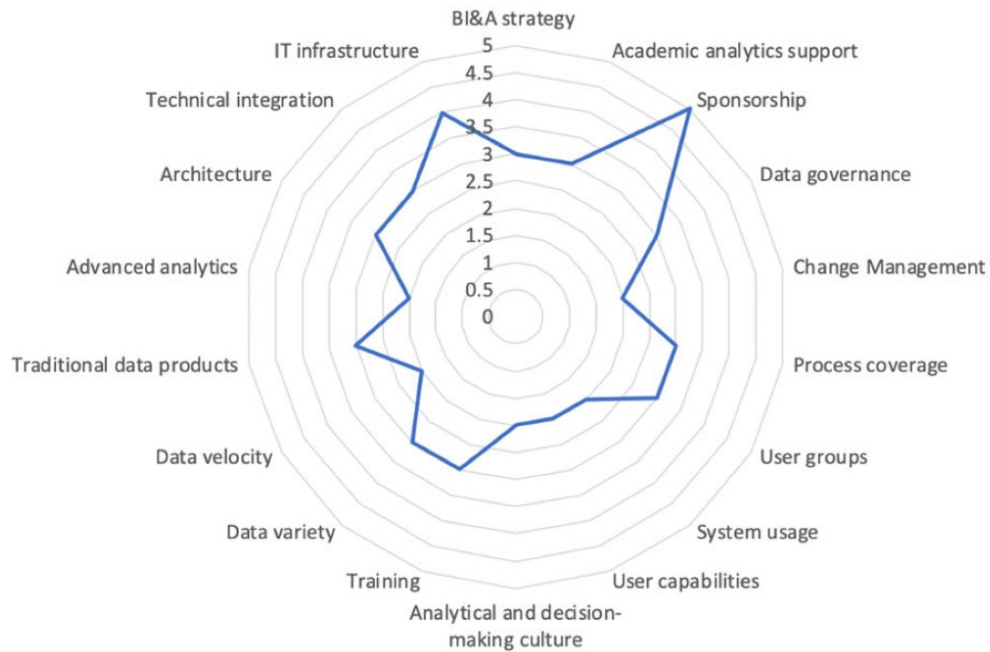 BI&A strategy
Academic analytics support
Sponsorship
Data governance
Change Management
Process coverage
User groups
System usage
User capabilities
Analytical and decision-
making culture
Training
Data variety
Data velocity
Traditional data products
Advanced analytics
Architecture
Technical integration
IT infrastructure
5
4.5
4
3.5
3
2.5
2
1.5
1
0.5
0